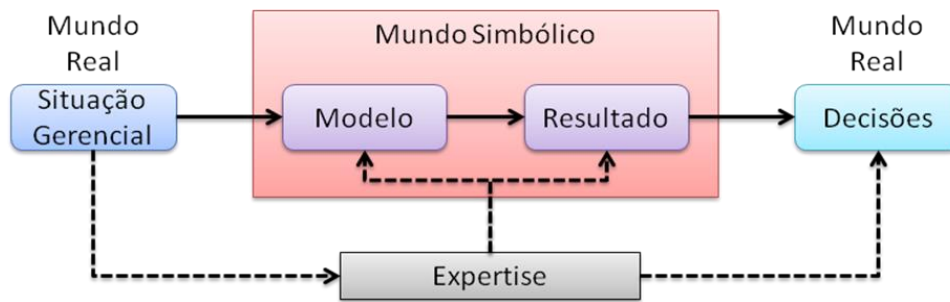 Mundo
Real
Mundo Simbólico
Mundo
Real
Situação
Gerencial
Modelo
Resultado
Decisões
Expertise